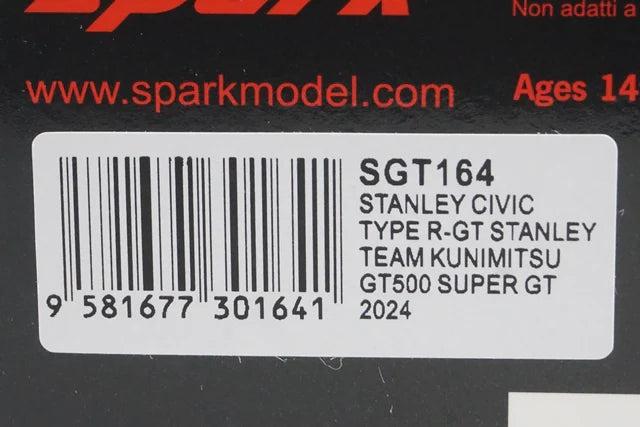 spark
Non adatti a
www.sparkmodel.com
Ages 14
SGT164
STANLEY CIVIC
TYPE R-GT STANLEY
TEAM KUNIMITSU
GT500 SUPER GT
2024
9 581677 301641